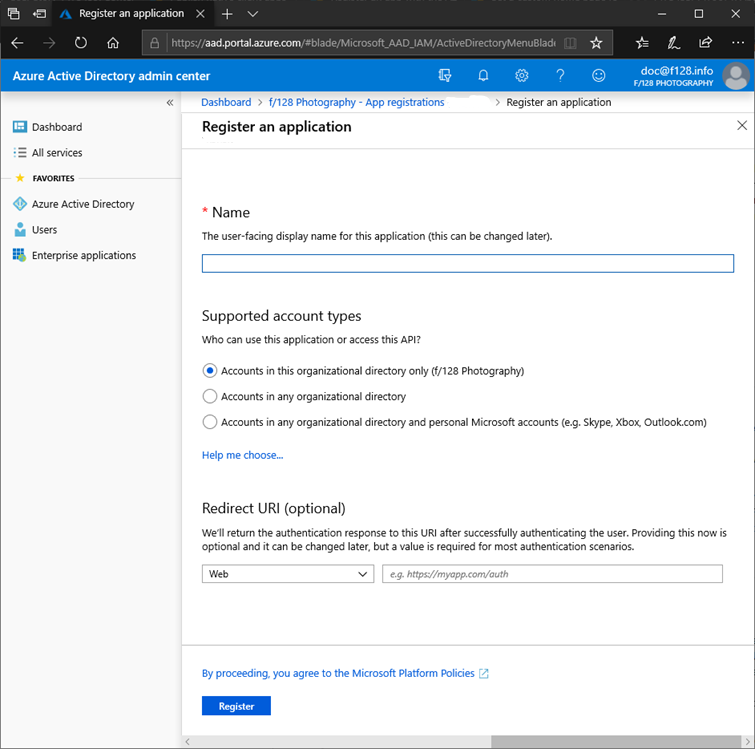 Register an application
https://aad.portal.azure.com/#blade/Microsoft_AAD_IAM/ActiveDirectoryMenuBlade
Azure Active Directory admin center
doc@f128.info
F/128 PHOTOGRAPHY
Dashboard > f/128 Photography - App registrations > Register an application
Register an application
Dashboard
All services
FAVORITES
Azure Active Directory
Users
Enterprise applications
* Name
The user-facing display name for this application (this can be changed later).
Supported account types
Who can use this application or access this API?
Accounts in this organizational directory only (f/128 Photography)
Accounts in any organizational directory
Accounts in any organizational directory and personal Microsoft accounts (e.g. Skype, Xbox, Outlook.com)
Help me choose...
Redirect URI (optional)
We'll return the authentication response to this URI after successfully authenticating the user. Providing this now is
optional and it can be changed later, but a value is required for most authentication scenarios.
Web
e.g. https://myapp.com/auth
By proceeding, you agree to the Microsoft Platform Policies
Register